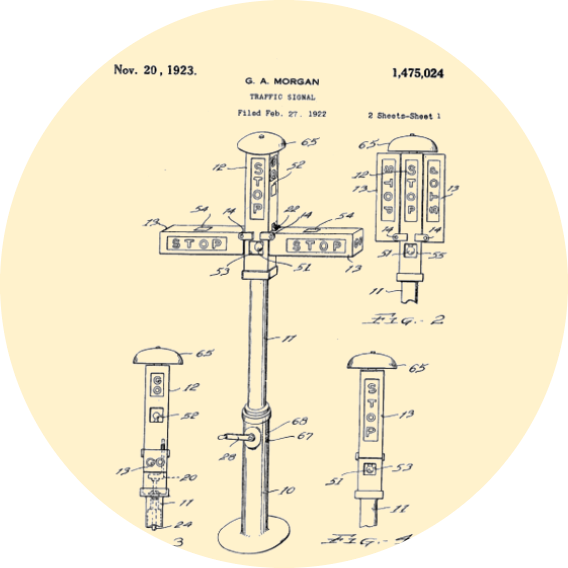 Nov. 20, 1923.
1,475,024
G. A. MORGAN
TRAFFIC SIGNAL
Filed Feb. 27, 1922
2 Sheets-Sheet 1
65
12
52
STOP
GO
54
14
22
14
54
13
STOP
STOP
GO
53
51
13
11
68
67
28
10
65
12
13
13
STOP
STOP
STOP
14
14
51
55
11
FIG. 2
65
GO
12
52
13
GO
20
11
24
3
65
STOP
13
51
53
11
FIG. 4